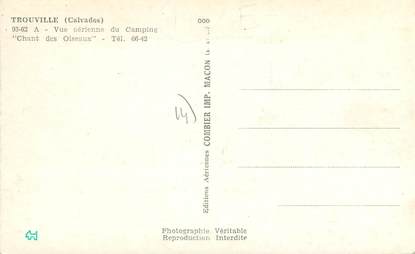 TROUVILLE (Calvados)
93-62 A - Vue aérienne du Camping
"Chant des Oiseaux" - Tél. 66-42
Editions Aériennes COMBIER IMP. MACON
14)
Photographie Véritable
Reproduction Interdite